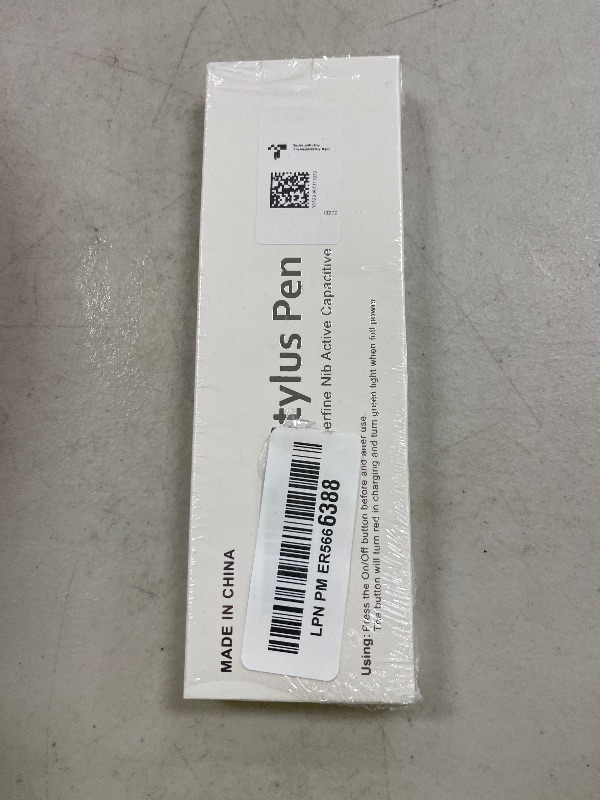 Stylus Pen
erfine Nib Active Capacitive
Using: Press the On/Off button before and after use.
The button will turn red in charging and turn green light when full power
MADE IN CHINA
LPN PM ER5666388